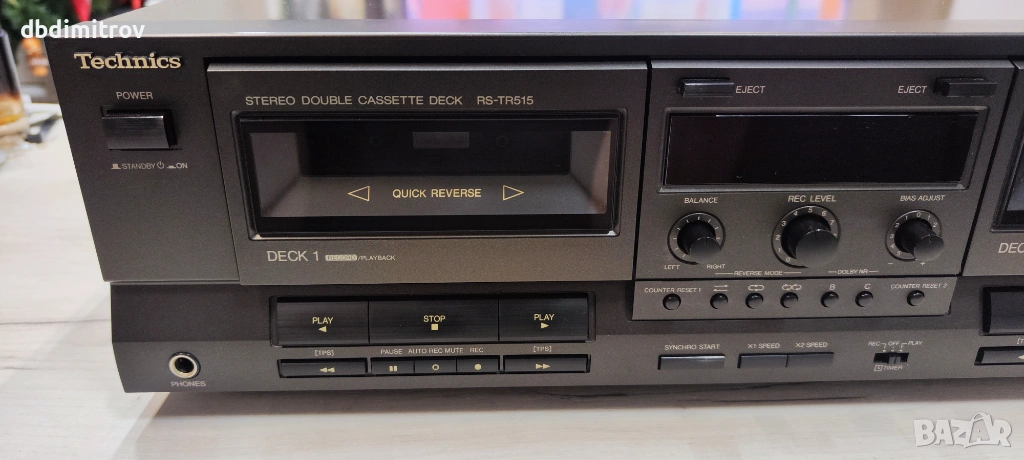 dbdimitrov
Technics
POWER
STANDBY ON
STEREO DOUBLE CASSETTE DECK RS-TR515
QUICK REVERSE
DECK 1 RECORD/PLAYBACK
EJECT
EJECT
BALANCE
REC LEVEL
BIAS ADJUST
LEFT
RIGHT
- +
REVERSE MODE
DOLBY NR
COUNTER RESET 1
B
C
COUNTER RESET 2
DEC
PLAY
STOP
PLAY
[TPS]
PAUSE
AUTO REC MUTE
REC
[TPS]
PHONES
SYNCHRO START
X1 SPEED
X2 SPEED
REC OFF PLAY
TIMER
BAZAR